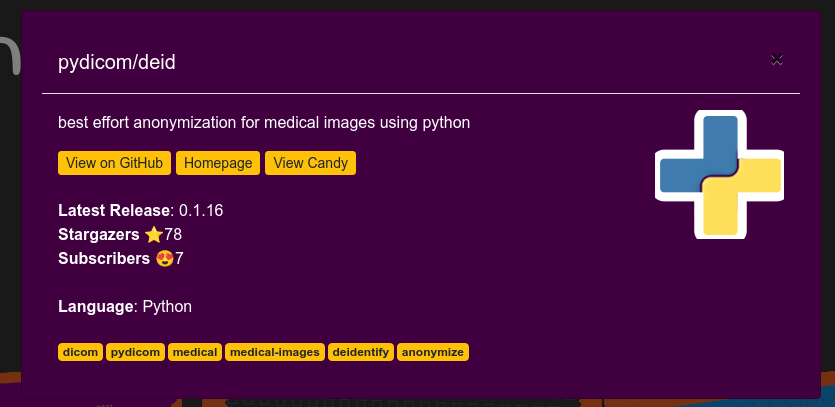 pydicom/deid
×
best effort anonymization for medical images using python
View on GitHub Homepage View Candy
Latest Release: 0.1.16
Stargazers ⭐78
Subscribers 😍7
Language: Python
dicom pydicom medical medical-images deidentify anonymize